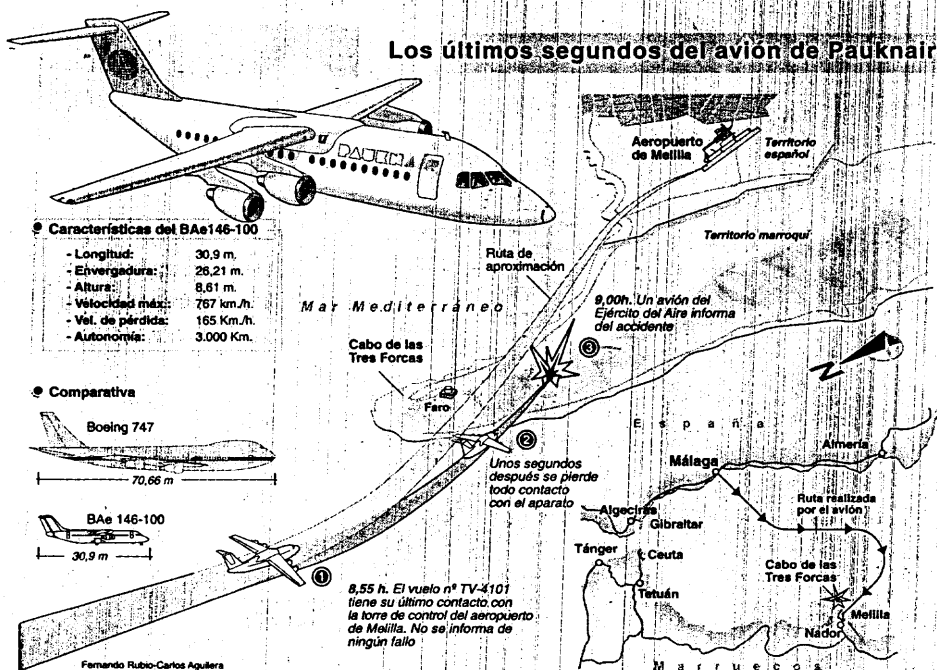 Los últimos segundos del avión de Pauknair
Aeropuerto
de Melilla
Territorio
español
Territorio marroquí
Ruta de
aproximación
Mar Mediterráneo
Características del BAe146-100
- Longitud: 30,9 m.
- Envergadura: 26,21 m.
- Altura: 8,61 m.
- Velocidad máx.: 767 km./h.
- Vel. de pérdida: 165 Km./h.
- Autonomía: 3.000 Km.
9,00h. Un avión del
Ejército del Aire informa
del accidente
3
Cabo de las
Tres Forcas
Faro
N
Comparativa
Boeing 747
70,66 m
BAe 146-100
30,9 m
2
Unos segundos
después se pierde
todo contacto
con el aparato
1
8,55 h. El vuelo nº TV-4101
tiene su último contacto con
la torre de control del aeropuerto
de Melilla. No se informa de
ningún fallo
España
Almería
Málaga
Ruta realizada
por el avión
Algeciras
Gibraltar
Tánger
Ceuta
Tetuán
Cabo de las
Tres Forcas
Melilla
Nador
Marruecos
Fernando Rubio-Carlos Aguilera